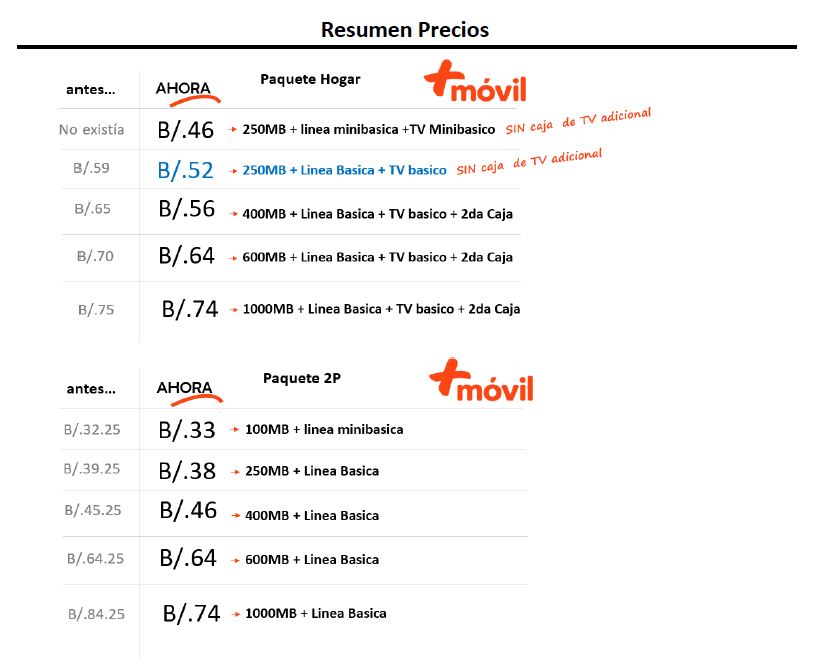 Resumen Precios
antes... AHORA Paquete Hogar +móvil
No existía B/.46 → 250MB + linea minibasica +TV Minibasico SIN caja de TV adicional
B/.59 B/.52 → 250MB + Linea Basica + TV basico SIN caja de TV adicional
B/.65 B/.56 → 400MB + Linea Basica + TV basico + 2da Caja
B/.70 B/.64 → 600MB + Linea Basica + TV basico + 2da Caja
B/.75 B/.74 → 1000MB + Linea Basica + TV basico + 2da Caja
antes... AHORA Paquete 2P +móvil
B/.32.25 B/.33 → 100MB + linea minibasica
B/.39.25 B/.38 → 250MB + Linea Basica
B/.45.25 B/.46 → 400MB + Linea Basica
B/.64.25 B/.64 → 600MB + Linea Basica
B/.84.25 B/.74 → 1000MB + Linea Basica